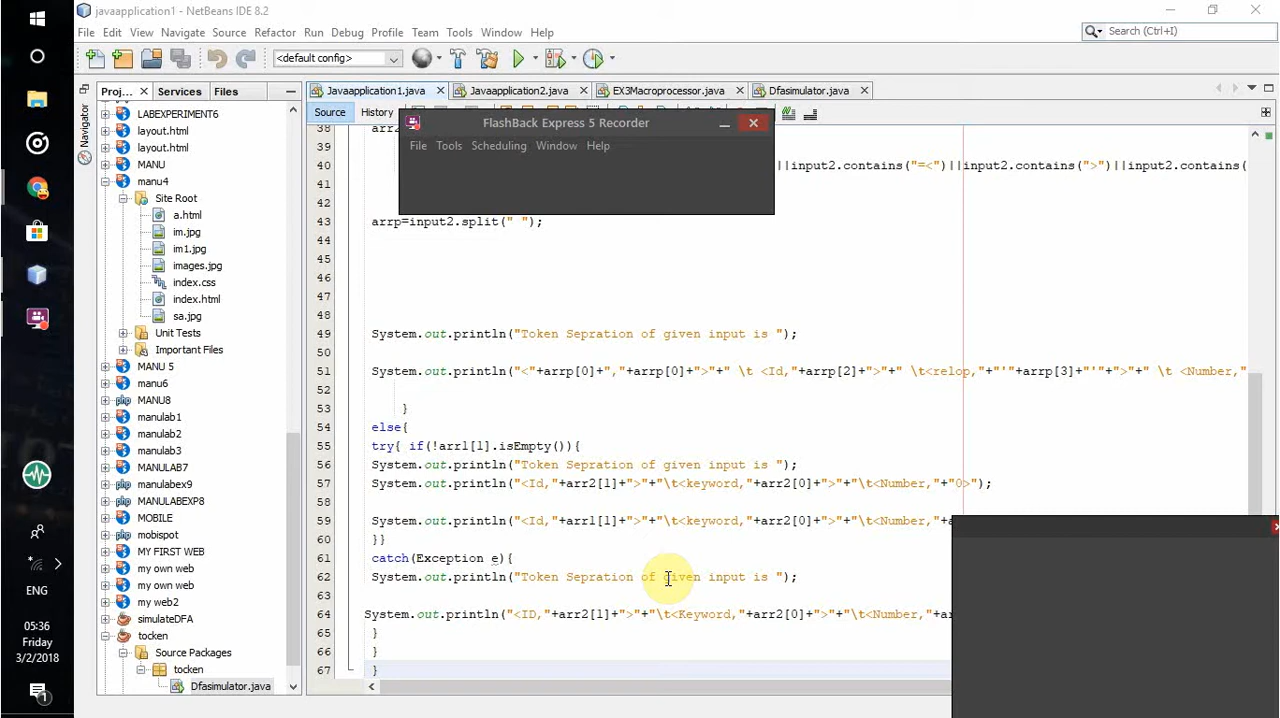 javaapplication1 - NetBeans IDE 8.2
File Edit View Navigate Source Refactor Run Debug Profile Team Tools Window Help
Search (Ctrl+I)
<default config>
Proj... Services Files
Javaapplication1.java Javaapplication2.java EX3Macroprocessor.java Dfasimulator.java
Navigator
Source History
FlashBack Express 5 Recorder
File Tools Scheduling Window Help
LABEXPERIMENT6
layout.html
layout.html
MANU
manu4
Site Root
a.html
im.jpg
im1.jpg
images.jpg
index.css
index.html
sa.jpg
Unit Tests
Important Files
MANU 5
manu6
MANU8
manulab1
manulab2
manulab3
MANULAB7
manulabex9
MANULABEXP8
MOBILE
mobispot
MY FIRST WEB
my own web
my own web
my web2
simulateDFA
tocken
Source Packages
tocken
Dfasimulator.java
38 arr2
39
40 ||input2.contains("=<")||input2.contains(">")||input2.contains(
41
42
43 arrp=input2.split(" ");
44
45
46
47
48
49 System.out.println("Token Sepration of given input is ");
50
51 System.out.println("<"+arrp[0]+","+arrp[0]+">"+" \t <Id,"+arrp[2]+">"+" \t<relop,"+"'"+arrp[3]+"'"+">"+" \t <Number,"
52
53 }
54 else{
55 try{ if(!arr1[1].isEmpty()){
56 System.out.println("Token Sepration of given input is ");
57 System.out.println("<Id,"+arr2[1]+">"+"\t<keyword,"+arr2[0]+">"+"\t<Number,"+"0>");
58
59 System.out.println("<Id,"+arr1[1]+">"+"\t<keyword,"+arr2[0]+">"+"\t<Number,"+a
60 }}
61 catch(Exception e){
62 System.out.println("Token Sepration of given input is ");
63
64 System.out.println("<ID,"+arr2[1]+">"+"\t<Keyword,"+arr2[0]+">"+"\t<Number,"+a
65 }
66 }
67 }
ENG
05:36
Friday
3/2/2018
1